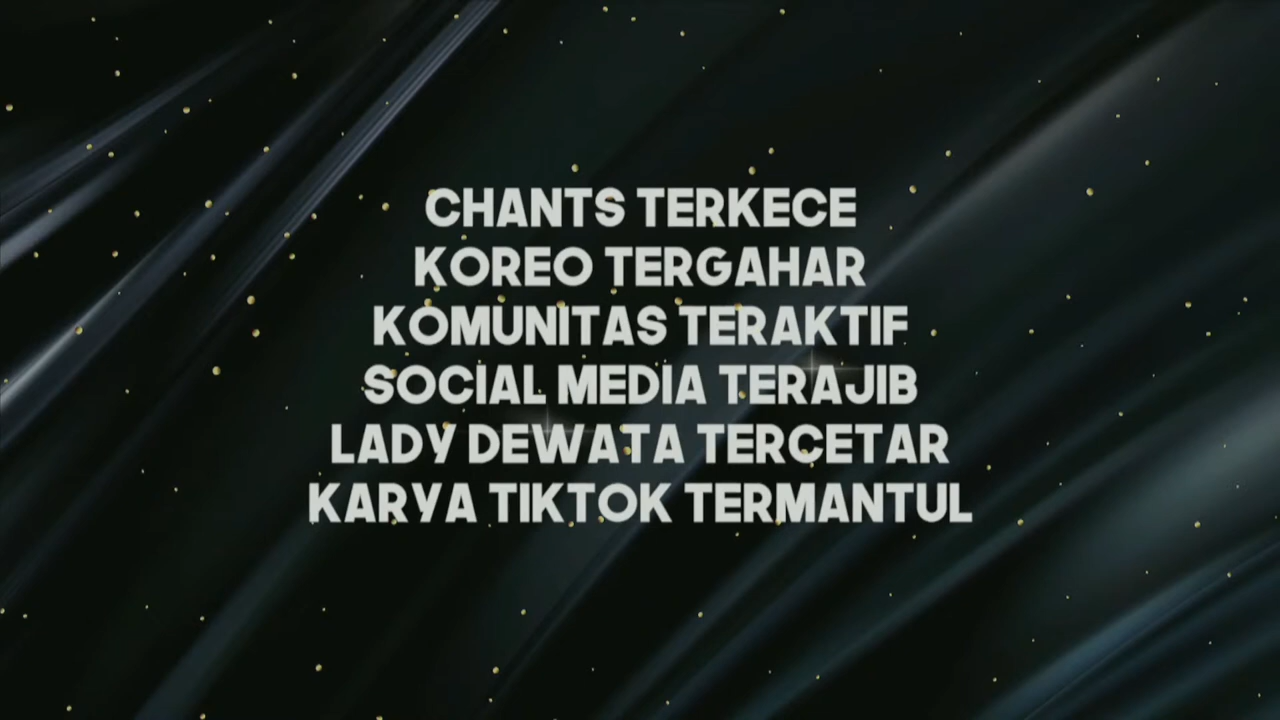 CHANTS TERKECE
KOREO TERGAHAR
KOMUNITAS TERAKTIF
SOCIAL MEDIA TERAJIB
LADY DEWATA TERCETAR
KARYA TIKTOK TERMANTUL